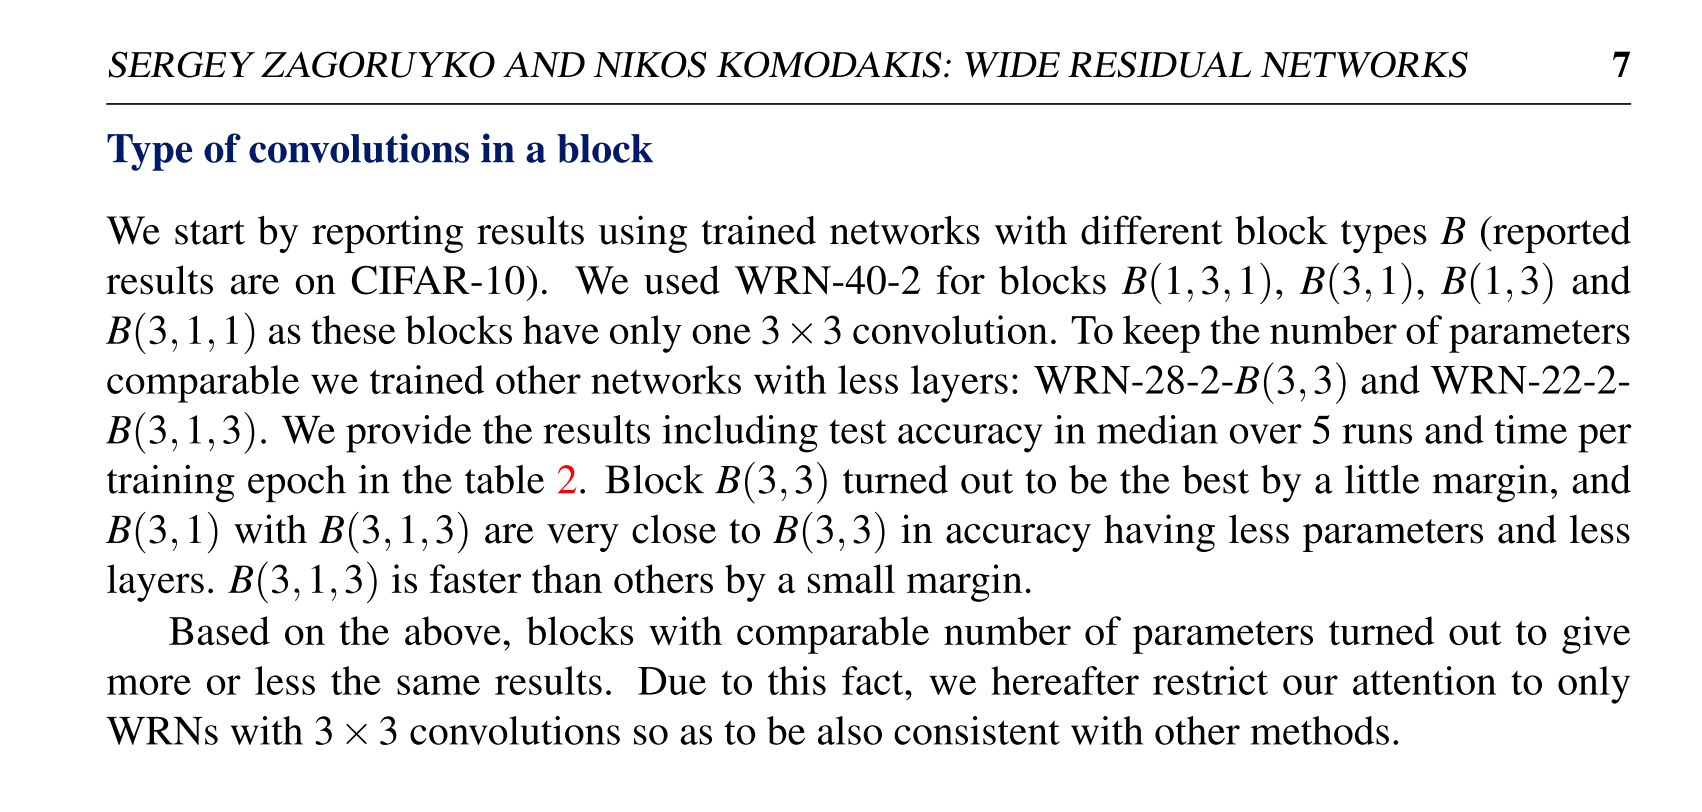 SERGEY ZAGORUYKO AND NIKOS KOMODAKIS: WIDE RESIDUAL NETWORKS 7
Type of convolutions in a block
We start by reporting results using trained networks with different block types B (reported
results are on CIFAR-10). We used WRN-40-2 for blocks B(1,3,1), B(3,1), B(1,3) and
B(3,1,1) as these blocks have only one 3 × 3 convolution. To keep the number of parameters
comparable we trained other networks with less layers: WRN-28-2-B(3,3) and WRN-22-2-
B(3,1,3). We provide the results including test accuracy in median over 5 runs and time per
training epoch in the table 2. Block B(3,3) turned out to be the best by a little margin, and
B(3,1) with B(3,1,3) are very close to B(3,3) in accuracy having less parameters and less
layers. B(3,1,3) is faster than others by a small margin.
Based on the above, blocks with comparable number of parameters turned out to give
more or less the same results. Due to this fact, we hereafter restrict our attention to only
WRNs with 3 × 3 convolutions so as to be also consistent with other methods.